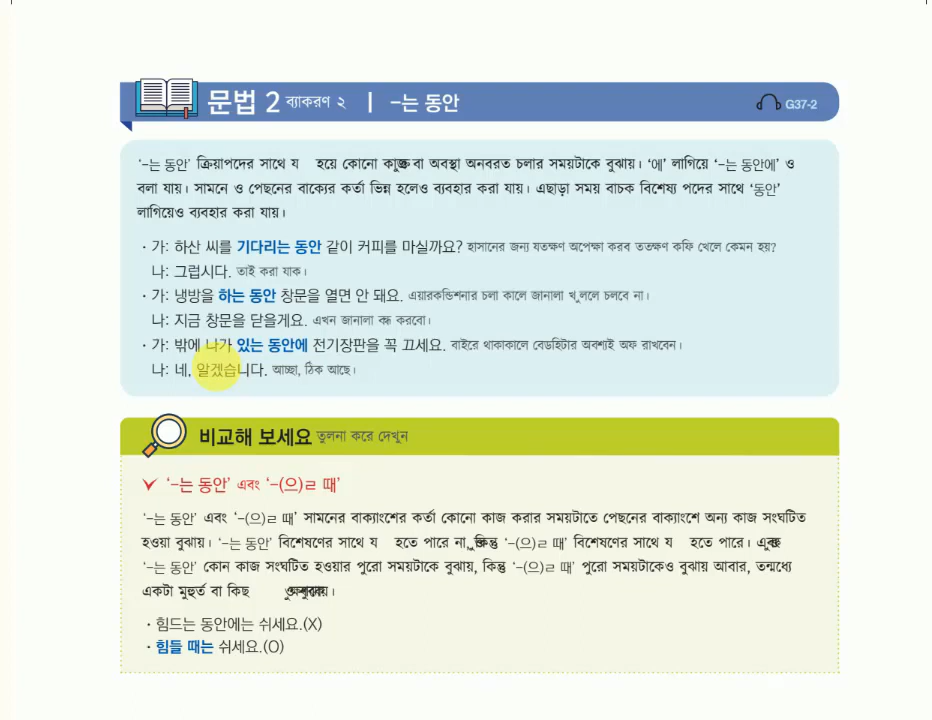 문법 2 ব্যাকরণ ২ | -는 동안 G37-2
‘-는 동안’ ক্রিয়াপদের সাথে য হয়ে কোনো বা অবস্থা অনবরত চলার সময়টাকে বুঝায়। ‘에’ লাগিয়ে ‘-는 동안에’ ও
বলা যায়। সামনে ও পেছনের বাক্যের কর্তা ভিন্ন হলেও ব্যবহার করা যায়। এছাড়া সময় বাচক বিশেষ্য পদের সাথে ‘동안’
লাগিয়েও ব্যবহার করা যায়।
· 가: 하산 씨를 기다리는 동안 같이 커피를 마실까요? হাসানের জন্য যতক্ষণ অপেক্ষা করব ততক্ষণ কফি খেলে কেমন হয়?
나: 그럽시다. তাই করা যাক।
· 가: 냉방을 하는 동안 창문을 열면 안 돼요. এয়ারকন্ডিশনার চলা কালে জানালা খুললে চলবে না।
나: 지금 창문을 닫을게요. এখন জানালা বন্ধ করবো।
· 가: 밖에 나가 있는 동안에 전기장판을 꼭 끄세요. বাইরে থাকাকালে বেডহিটার অবশ্যই অফ রাখবেন।
나: 네, 알겠습니다. আচ্ছা, ঠিক আছে।
비교해 보세요 তুলনা করে দেখুন
‘-는 동안’ এবং ‘-(으)ㄹ 때’
‘-는 동안’ এবং ‘-(으)ㄹ 때’ সামনের বাক্যাংশের কর্তা কোনো কাজ করার সময়টাতে পেছনের বাক্যাংশে অন্য কাজ সংঘটিত
হওয়া বুঝায়। ‘-는 동안’ বিশেষণের সাথে য হতে পারে না, কিন্তু ‘-(으)ㄹ 때’ বিশেষণের সাথে য হতে পারে।
‘-는 동안’ কোন কাজ সংঘটিত হওয়ার পুরো সময়টাকে বুঝায়, কিন্তু ‘-(으)ㄹ 때’ পুরো সময়টাকেও বুঝায় আবার, তন্মধ্যে
একটা মুহুর্ত বা কিছ
· 힘드는 동안에는 쉬세요.(X)
· 힘들 때는 쉬세요.(O)